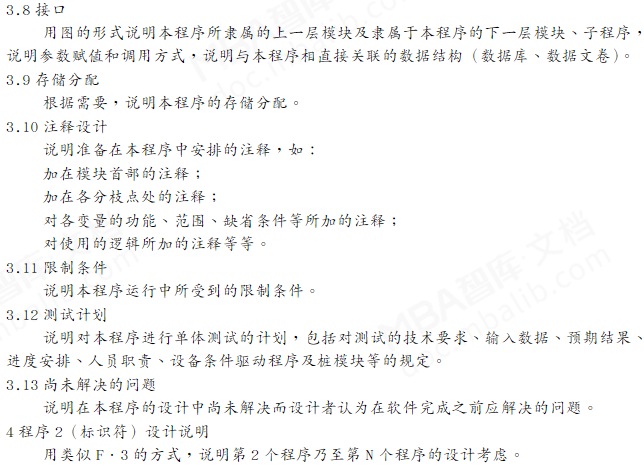 3.8 接口
用图的形式说明本程序所隶属的上一层模块及隶属于本程序的下一层模块、子程序，
说明参数赋值和调用方式，说明与本程序相直接关联的数据结构（数据库、数据文卷）。
3.9 存储分配
根据需要，说明本程序的存储分配。
3.10 注释设计
说明准备在本程序中安排的注释，如：
加在模块首部的注释；
加在各分枝点处的注释；
对各变量的功能、范围、缺省条件等所加的注释；
对使用的逻辑所加的注释等等。
3.11 限制条件
说明本程序运行中所受到的限制条件。
3.12 测试计划
说明对本程序进行单体测试的计划，包括对测试的技术要求、输入数据、预期结果、
进度安排、人员职责、设备条件驱动程序及桩模块等的规定。
3.13 尚未解决的问题
说明在本程序的设计中尚未解决而设计者认为在软件完成之前应解决的问题。
4 程序 2（标识符）设计说明
用类似 F．3 的方式，说明第 2 个程序乃至第 N 个程序的设计考虑。
MBA智库·文档
doc.mbalib.com